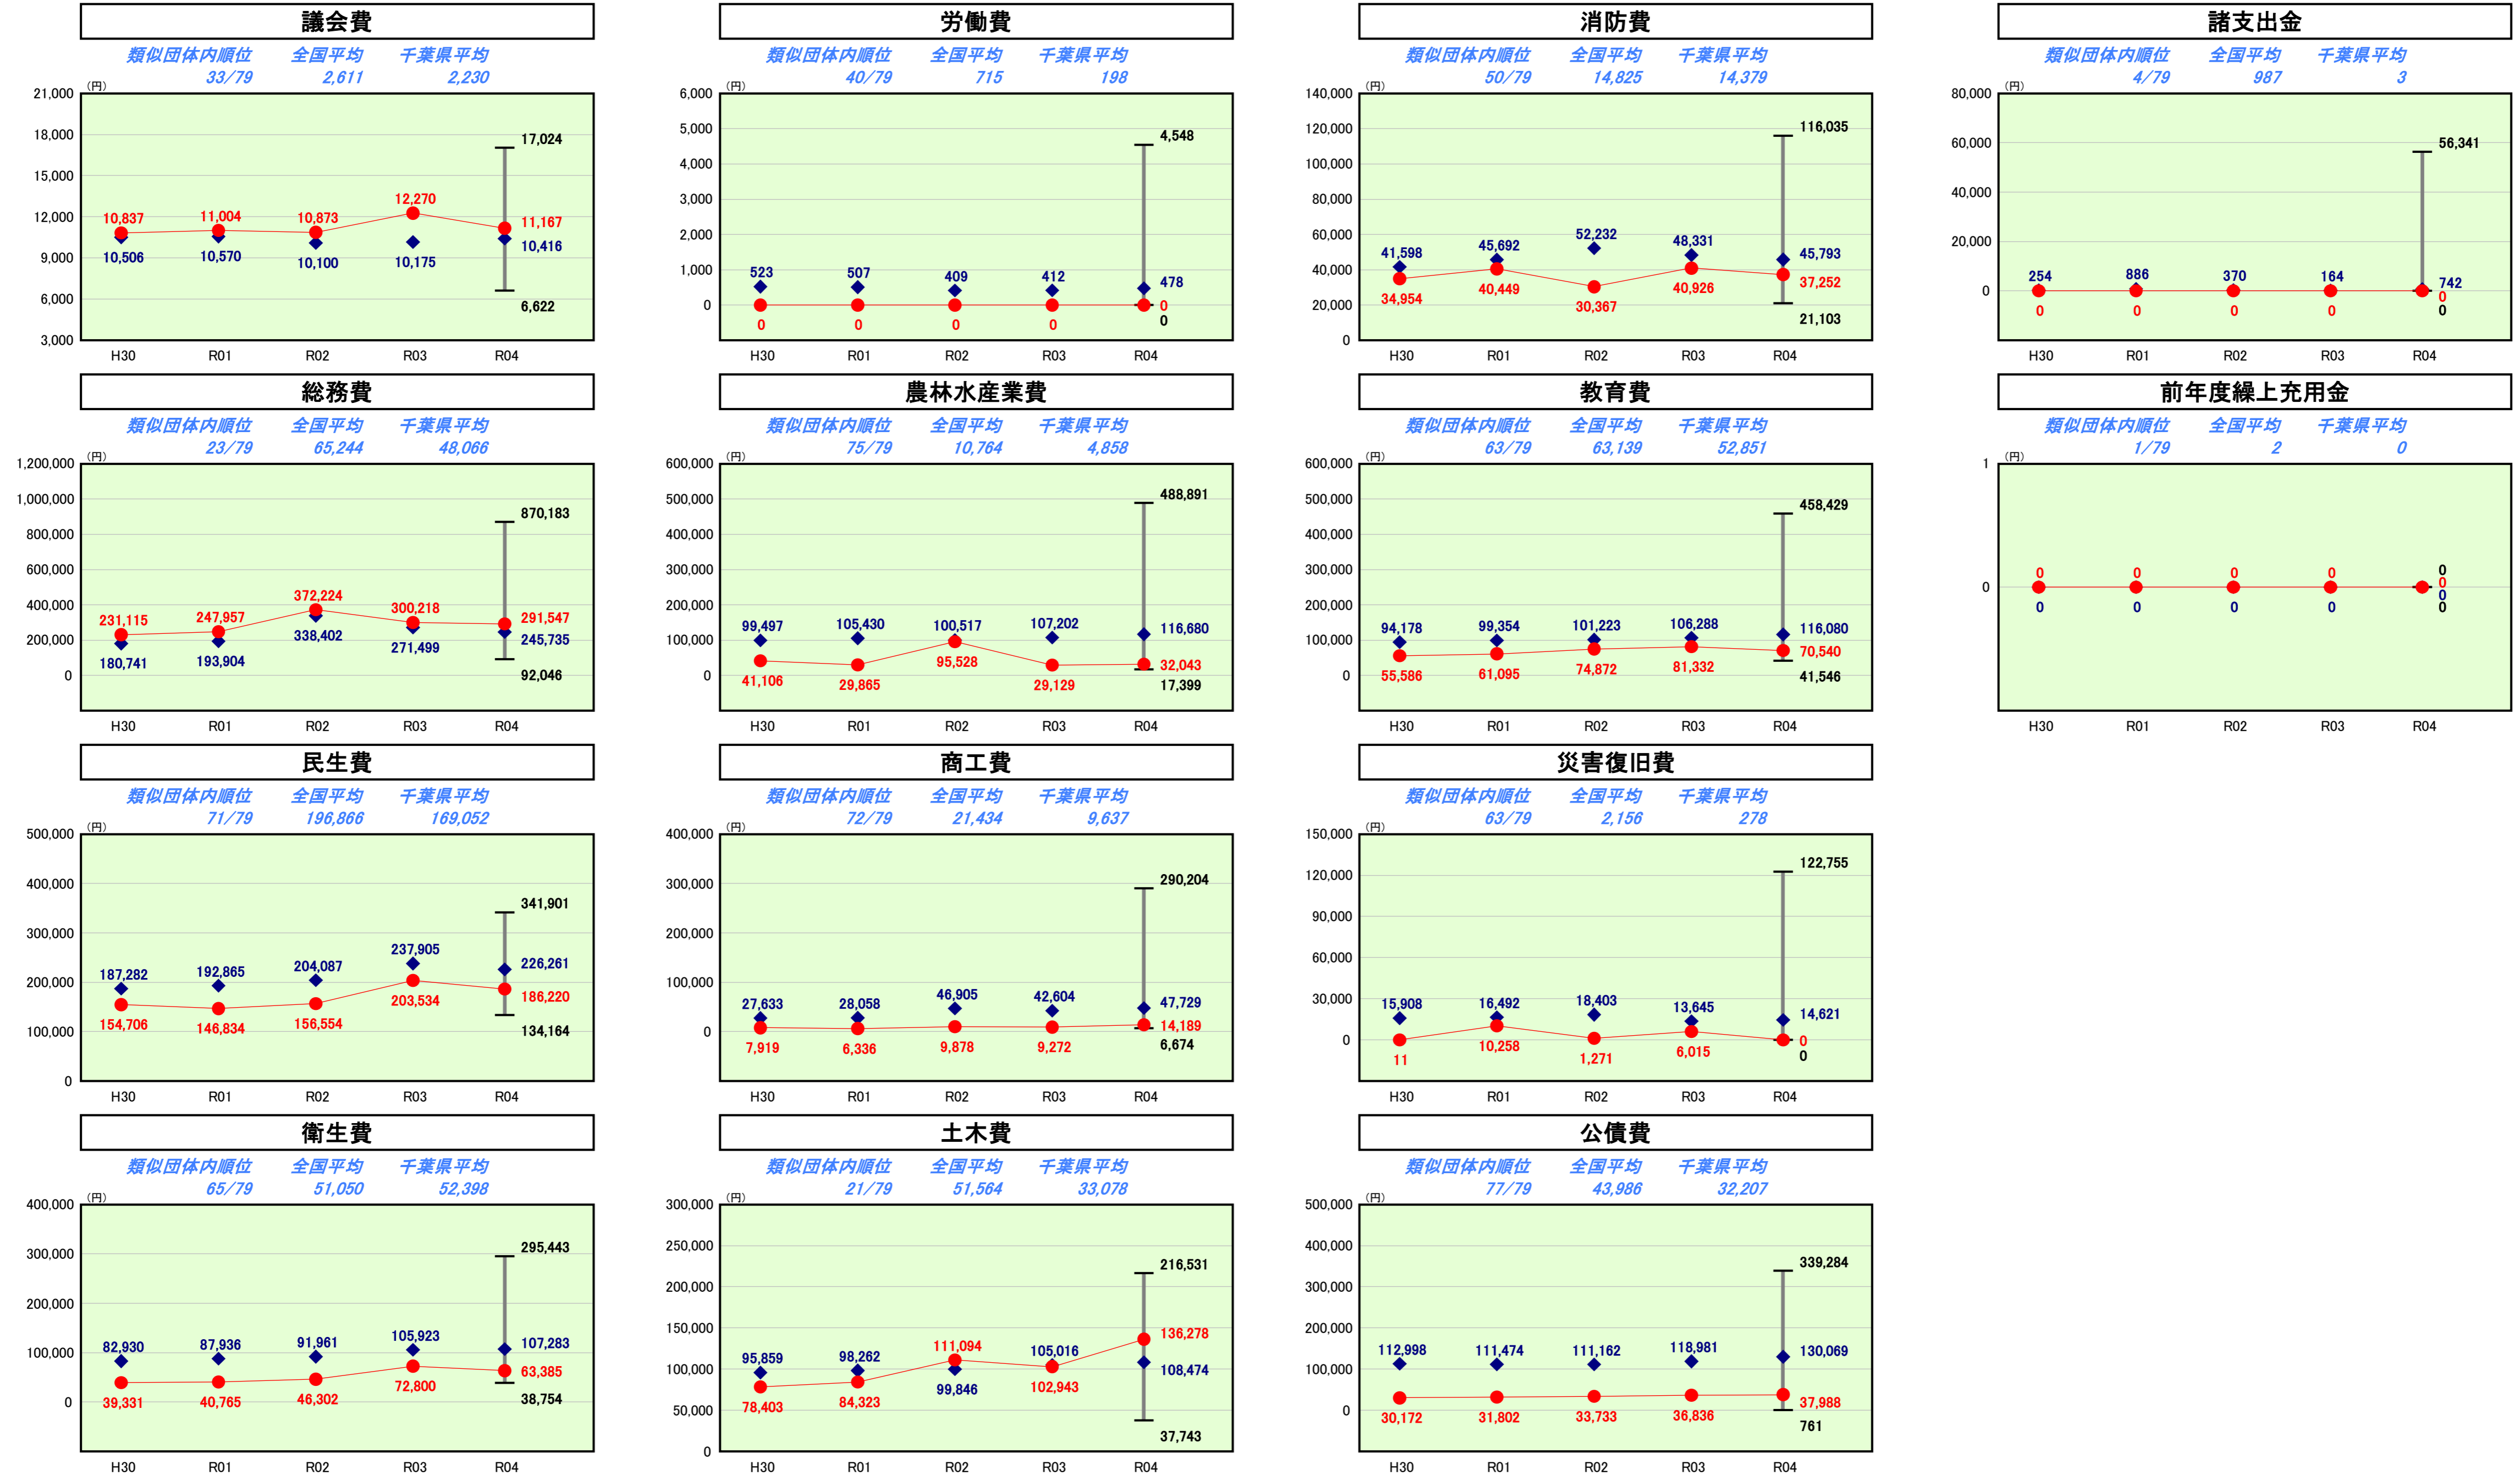 議会費
類似団体内順位 全国平均 千葉県平均
33/79 2,611 2,230
(円)
21,000
18,000
15,000
12,000
9,000
6,000
3,000
17,024
10,837 11,004 10,873 12,270 11,167
10,506 10,570 10,100 10,175 10,416
6,622
H30 R01 R02 R03 R04
労働費
類似団体内順位 全国平均 千葉県平均
40/79 715 198
(円)
6,000
5,000
4,000
3,000
2,000
1,000
0
4,548
523 507 409 412 478
0 0 0 0 0
0
H30 R01 R02 R03 R04
消防費
類似団体内順位 全国平均 千葉県平均
50/79 14,825 14,379
(円)
140,000
120,000
100,000
80,000
60,000
40,000
20,000
0
116,035
41,598 45,692 52,232 48,331 45,793
34,954 40,449 30,367 40,926 37,252
21,103
H30 R01 R02 R03 R04
諸支出金
類似団体内順位 全国平均 千葉県平均
4/79 987 3
(円)
80,000
60,000
40,000
20,000
0
56,341
254 886 370 164 742
0 0 0 0 0
0
H30 R01 R02 R03 R04
総務費
類似団体内順位 全国平均 千葉県平均
23/79 65,244 48,066
(円)
1,200,000
1,000,000
800,000
600,000
400,000
200,000
0
870,183
231,115 247,957 372,224 300,218 291,547
180,741 193,904 338,402 271,499 245,735
92,046
H30 R01 R02 R03 R04
農林水産業費
類似団体内順位 全国平均 千葉県平均
75/79 10,764 4,858
(円)
600,000
500,000
400,000
300,000
200,000
100,000
0
488,891
99,497 105,430 100,517 107,202 116,680
41,106 29,865 95,528 29,129 32,043
17,399
H30 R01 R02 R03 R04
教育費
類似団体内順位 全国平均 千葉県平均
63/79 63,139 52,851
(円)
600,000
500,000
400,000
300,000
200,000
100,000
0
458,429
94,178 99,354 101,223 106,288 116,080
55,586 61,095 74,872 81,332 70,540
41,546
H30 R01 R02 R03 R04
前年度繰上充用金
類似団体内順位 全国平均 千葉県平均
1/79 2 0
(円)
1
0
0
0 0 0 0 0
0 0 0 0 0
0
H30 R01 R02 R03 R04
民生費
類似団体内順位 全国平均 千葉県平均
71/79 196,866 169,052
(円)
500,000
400,000
300,000
200,000
100,000
0
341,901
187,282 192,865 204,087 237,905 226,261
154,706 146,834 156,554 203,534 186,220
134,164
H30 R01 R02 R03 R04
商工費
類似団体内順位 全国平均 千葉県平均
72/79 21,434 9,637
(円)
400,000
300,000
200,000
100,000
0
290,204
27,633 28,058 46,905 42,604 47,729
7,919 6,336 9,878 9,272 14,189
6,674
H30 R01 R02 R03 R04
災害復旧費
類似団体内順位 全国平均 千葉県平均
63/79 2,156 278
(円)
150,000
120,000
90,000
60,000
30,000
0
122,755
15,908 16,492 18,403 13,645 14,621
11 10,258 1,271 6,015 0
0
H30 R01 R02 R03 R04
衛生費
類似団体内順位 全国平均 千葉県平均
65/79 51,050 52,398
(円)
400,000
300,000
200,000
100,000
0
295,443
82,930 87,936 91,961 105,923 107,283
39,331 40,765 46,302 72,800 63,385
38,754
H30 R01 R02 R03 R04
土木費
類似団体内順位 全国平均 千葉県平均
21/79 51,564 33,078
(円)
300,000
250,000
200,000
150,000
100,000
50,000
0
216,531
95,859 98,262 111,094 105,016 136,278
78,403 84,323 99,846 102,943 108,474
37,743
H30 R01 R02 R03 R04
公債費
類似団体内順位 全国平均 千葉県平均
77/79 43,986 32,207
(円)
500,000
400,000
300,000
200,000
100,000
0
339,284
112,998 111,474 111,162 118,981 130,069
30,172 31,802 33,733 36,836 37,988
761
H30 R01 R02 R03 R04